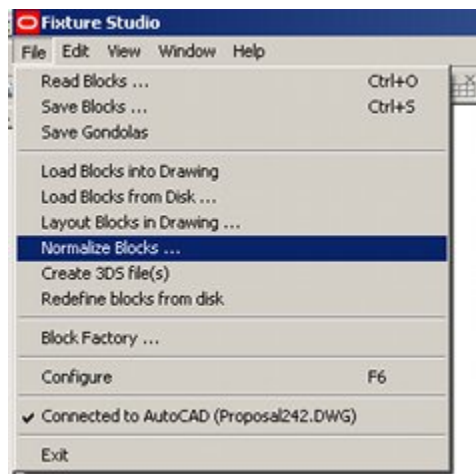 Fixture Studio
File Edit View Window Help
Read Blocks ... Ctrl+O
Save Blocks ... Ctrl+S
Save Gondolas
Load Blocks into Drawing
Load Blocks from Disk ...
Layout Blocks in Drawing ...
Normalize Blocks ...
Create 3DS file(s)
Redefine blocks from disk
Block Factory ...
Configure F6
Connected to AutoCAD (Proposal242.DWG)
Exit